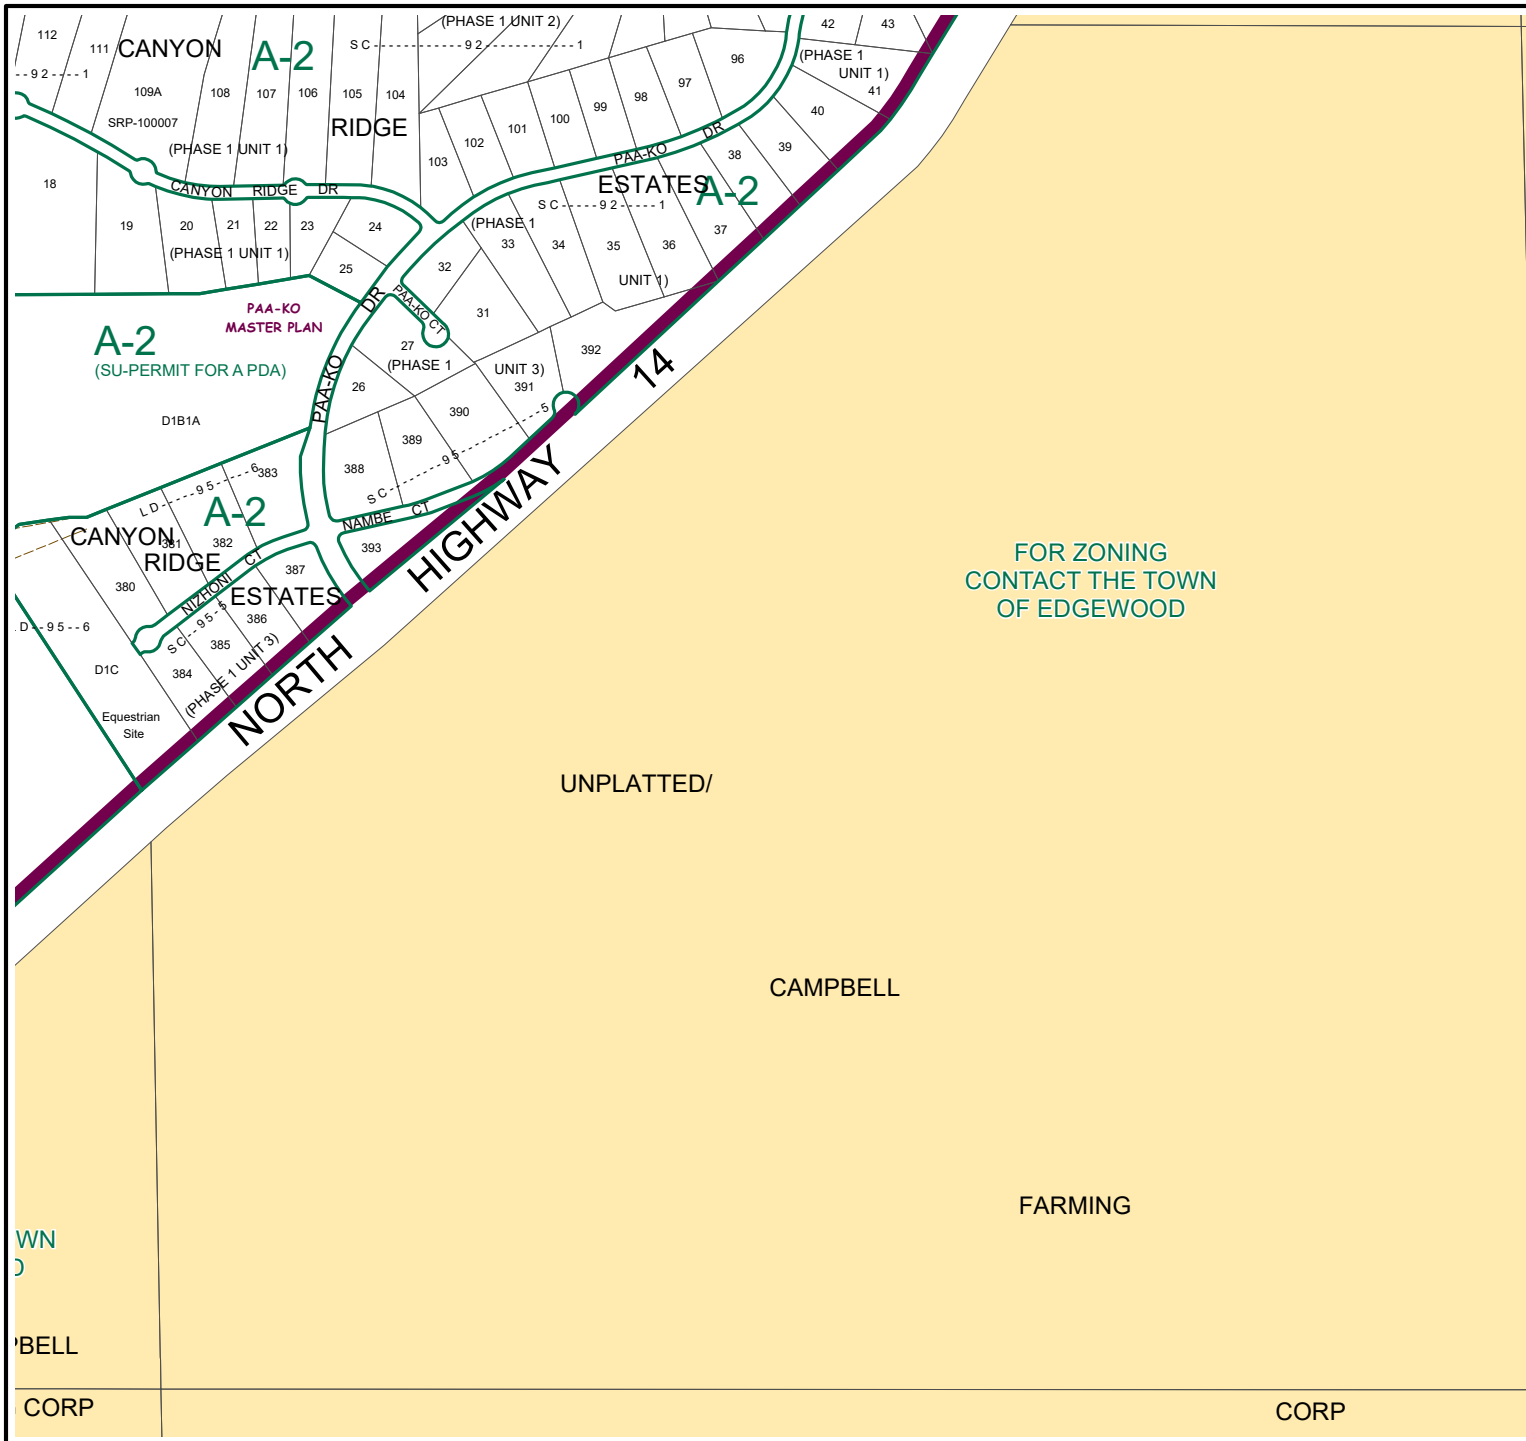 (PHASE 1 UNIT 2)
42
43
112
111
CANYON
A-2
S C - - - - - - - - - - - - - - - 9 2 - - - - - - - - - - - - - - - 1
96
(PHASE 1
UNIT 1)
- - 9 2 - - - - 1
109A
108
107
106
105
104
97
98
99
41
40
SRP-100007
RIDGE
100
101
102
103
(PHASE 1 UNIT 1)
PAA-KO DR
38
39
18
CANYON RIDGE DR
ESTATES
A-2
S C - - - - - 9 2 - - - - - 1
19
20
21
22
23
24
(PHASE 1
33
34
35
36
37
(PHASE 1 UNIT 1)
25
32
UNIT 1)
PAA-KO
MASTER PLAN
DR
PAA-KO CT
31
A-2
(SU-PERMIT FOR A PDA)
27
(PHASE 1
UNIT 3)
392
14
PAA-KO
26
391
D1B1A
390
389
S C - - - - - - - 9 5 - - - - - - - - - - - 5
388
383
L D - - - - - 9 5 - - - - - 6
A-2
NAMBE CT
HIGHWAY
CANYON
381
382
RIDGE
393
387
380
NIZHONI CT
ESTATES
FOR ZONING
CONTACT THE TOWN
OF EDGEWOOD
D - - 9 5 - - 6
S C - - 9 5 - - 5
386
385
384
(PHASE 1 UNIT 3)
D1C
Equestrian
Site
NORTH
UNPLATTED/
CAMPBELL
FARMING
WN
BELL
CORP
CORP